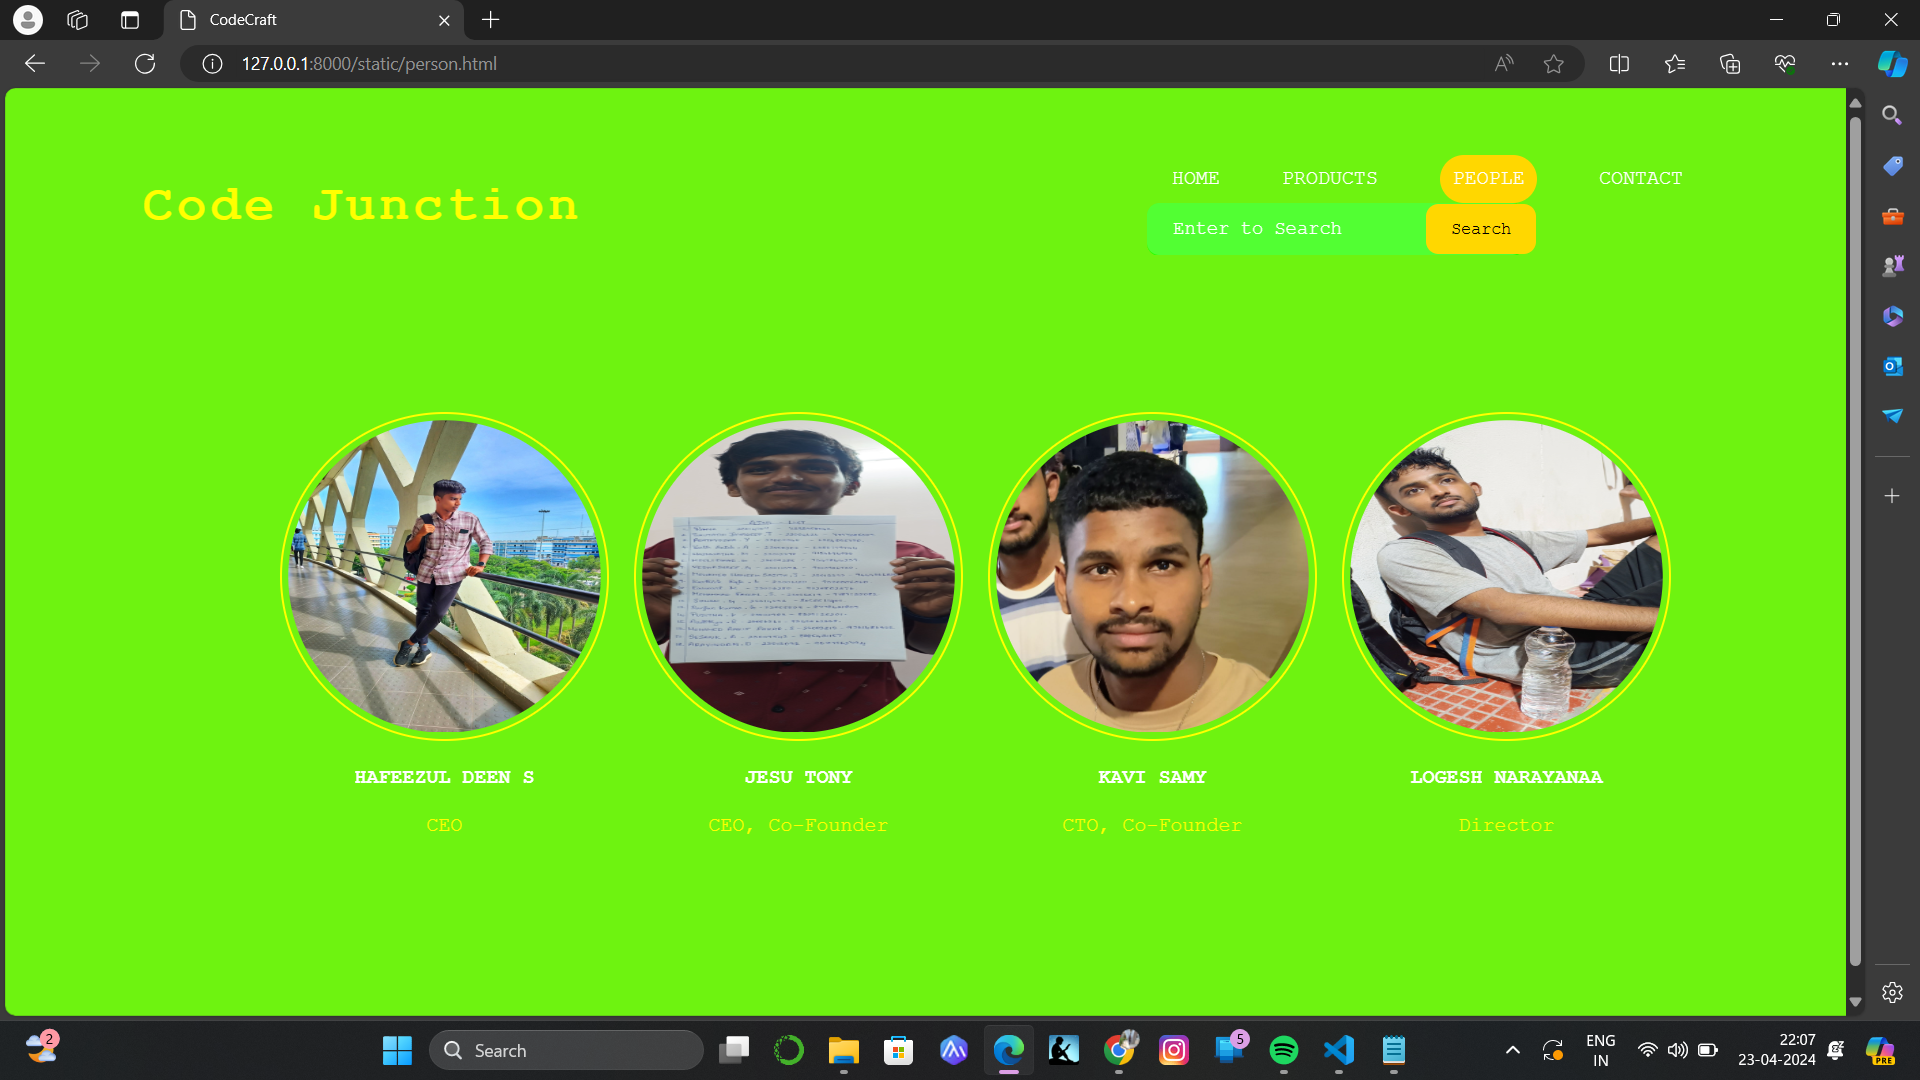 CodeCraft
127.0.0.1:8000/static/person.html
HOME PRODUCTS PEOPLE CONTACT
Code Junction
Enter to Search Search
HAFEEZUL DEEN S JESU TONY KAVI SAMY LOGESH NARAYANAA
CEO CEO, Co-Founder CTO, Co-Founder Director
2
Search
5
ENG
IN
22:07
23-04-2024
PRE